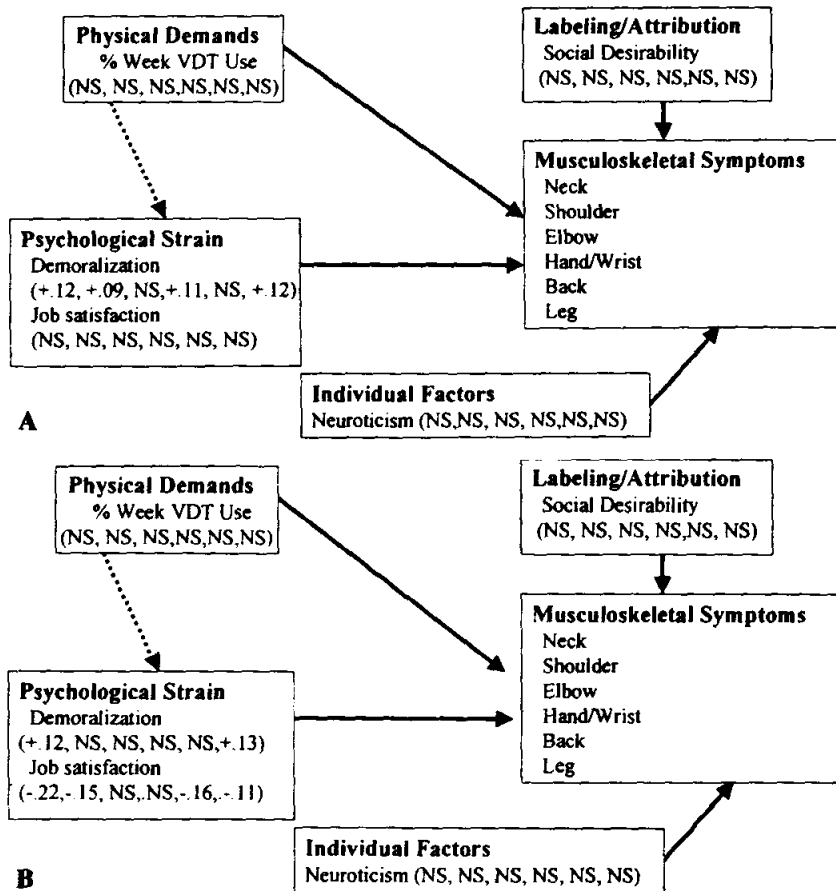 Physical Demands
% Week VDT Use
(NS, NS, NS,NS,NS,NS)
Labeling/Attribution
Social Desirability
(NS, NS, NS, NS,NS, NS)
Musculoskeletal Symptoms
Neck
Shoulder
Elbow
Hand/Wrist
Back
Leg
Psychological Strain
Demoralization
(+.12, +.09, NS,+.11, NS, +.12)
Job satisfaction
(NS, NS, NS, NS, NS, NS)
Individual Factors
Neuroticism (NS,NS, NS, NS,NS,NS)
A
Physical Demands
% Week VDT Use
(NS, NS, NS,NS,NS,NS)
Labeling/Attribution
Social Desirability
(NS, NS, NS, NS,NS, NS)
Musculoskeletal Symptoms
Neck
Shoulder
Elbow
Hand/Wrist
Back
Leg
Psychological Strain
Demoralization
(+.12, NS, NS, NS, NS,+.13)
Job satisfaction
(-.22,-.15, NS,.NS,-.16,-.11)
Individual Factors
Neuroticism (NS, NS, NS, NS, NS, NS)
B